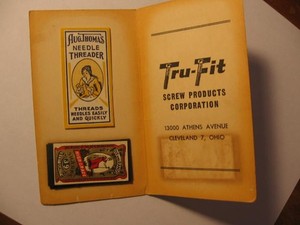 AUG. THOMAS
NEEDLE
THREADER
THREADS
NEEDLES EASILY
AND QUICKLY
Tru-Fit
SCREW PRODUCTS
CORPORATION
13000 ATHENS AVENUE
CLEVELAND 7, OHIO